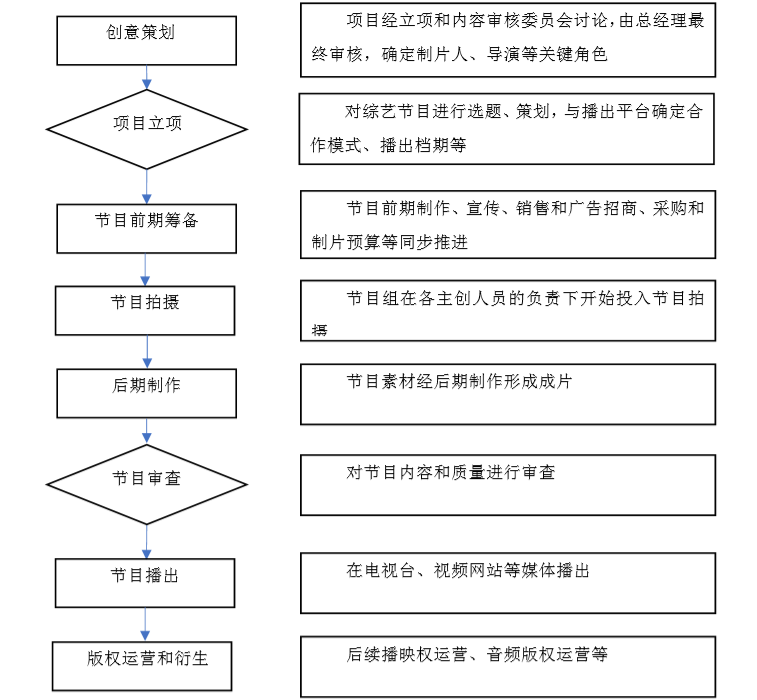 创意策划
项目经立项和内容审核委员会讨论，由总经理最
终审核，确定制片人、导演等关键角色
项目立项
对综艺节目进行选题、策划，与播出平台确定合
作模式、播出档期等
节目前期筹备
节目前期制作、宣传、销售和广告招商、采购和
制片预算等同步推进
节目拍摄
节目组在各主创人员的负责下开始投入节目拍
摄
后期制作
节目素材经后期制作形成成片
节目审查
对节目内容和质量进行审查
节目播出
在电视台、视频网站等媒体播出
版权运营和衍生
后续播映权运营、音频版权运营等